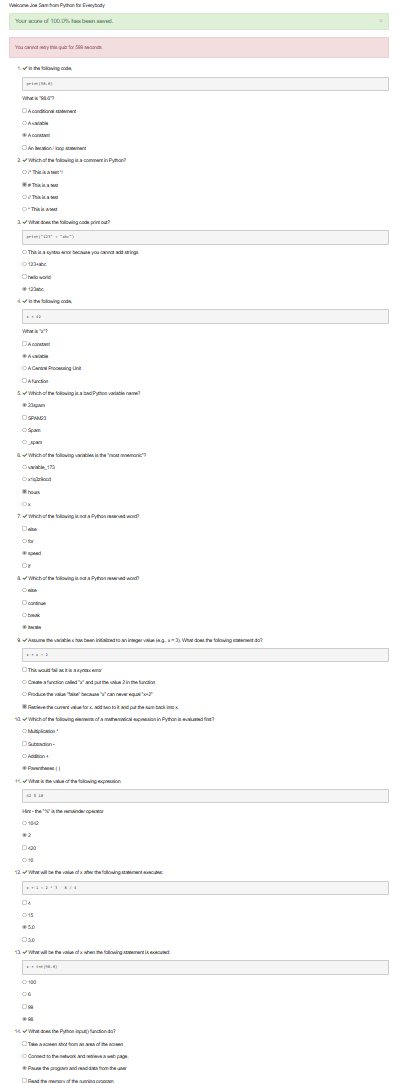 Welcome Joe Sam from Python for Everybody
Your score of 100.0% has been saved.
×
You cannot retry this quiz for 599 seconds
1. ✔ In the following code,
print(98.6)
What is "98.6"?
A conditional statement
A variable
A constant
An iteration / loop statement
2. ✔ Which of the following is a comment in Python?
/* This is a test */
# This is a test
// This is a test
* This is a test
3. ✔ What does the following code print out?
print("123" + "abc")
This is a syntax error because you cannot add strings
123+abc
hello world
123abc
4. ✔ In the following code,
x = 42
What is "x"?
A constant
A variable
A Central Processing Unit
A function
5. ✔ Which of the following is a bad Python variable name?
23spam
SPAM23
Spam
_spam
6. ✔ Which of the following variables is the "most mnemonic"?
variable_173
x1q3z9ocd
hours
x
7. ✔ Which of the following is not a Python reserved word?
else
for
speed
if
8. ✔ Which of the following is not a Python reserved word?
else
continue
break
iterate
9. ✔ Assume the variable x has been initialized to an integer value (e.g., x = 3). What does the following statement do?
x = x + 2
This would fail as it is a syntax error
Create a function called "x" and put the value 2 in the function
Produce the value "false" because "x" can never equal "x+2"
Retrieve the current value for x, add two to it and put the sum back into x
10. ✔ Which of the following elements of a mathematical expression in Python is evaluated first?
Multiplication *
Subtraction -
Addition +
Parentheses ( )
11. ✔ What is the value of the following expression
42 % 10
Hint - the "%" is the remainder operator
1042
2
420
10
12. ✔ What will be the value of x after the following statement executes:
x = 1 + 2 * 3 - 8 / 4
4
15
5.0
3.0
13. ✔ What will be the value of x when the following statement is executed:
x = int(98.6)
100
6
99
98
14. ✔ What does the Python input() function do?
Take a screen shot from an area of the screen
Connect to the network and retrieve a web page.
Pause the program and read data from the user
Read the memory of the running program